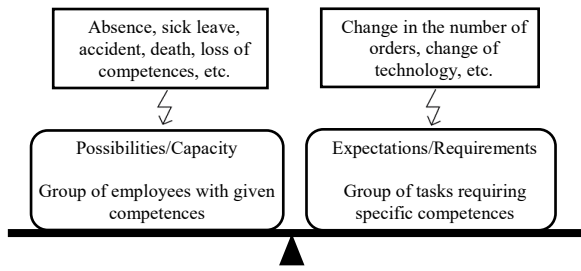 Absence, sick leave,
accident, death, loss of
competences, etc.
Change in the number of
orders, change of
technology, etc.
Possibilities/Capacity
Group of employees with given
competences
Expectations/Requirements
Group of tasks requiring
specific competences